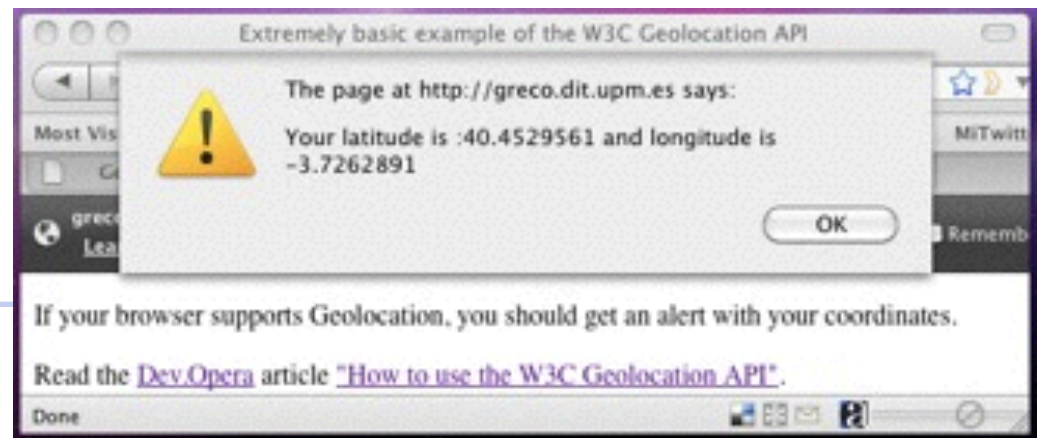 Extremely basic example of the W3C Geolocation API
The page at http://greco.dit.upm.es says:
Your latitude is :40.4529561 and longitude is
-3.7262891
OK
Most Vis
MiTwitt
greco
Lea
Rememb
If your browser supports Geolocation, you should get an alert with your coordinates.
Read the Dev.Opera article "How to use the W3C Geolocation API".
Done